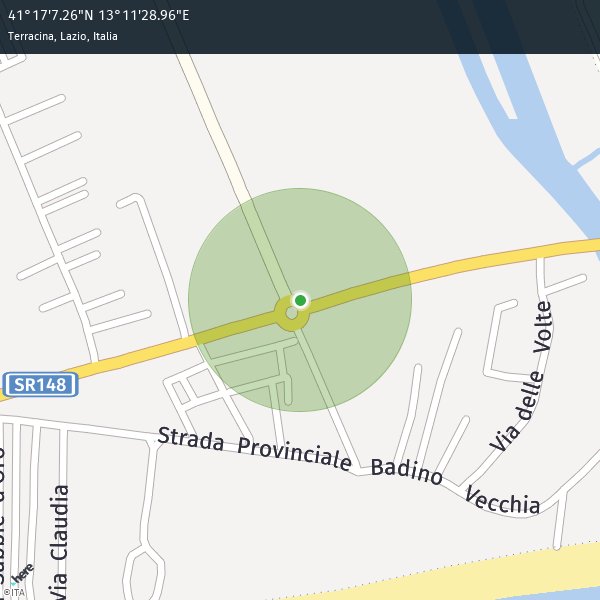 41°17'7.26"N 13°11'28.96"E
Terracina, Lazio, Italia
SR148
Via delle Volte
Strada Provinciale Badino Vecchia
Via Claudia
d'Oro
here
©ITA